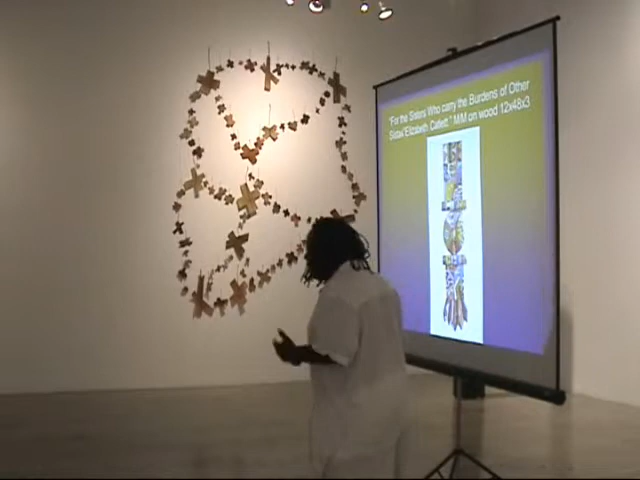 "For the Sisters Who carry the Burdens of Other
Sistas"Elizabeth Catlett." M/M on wood 12x48x3